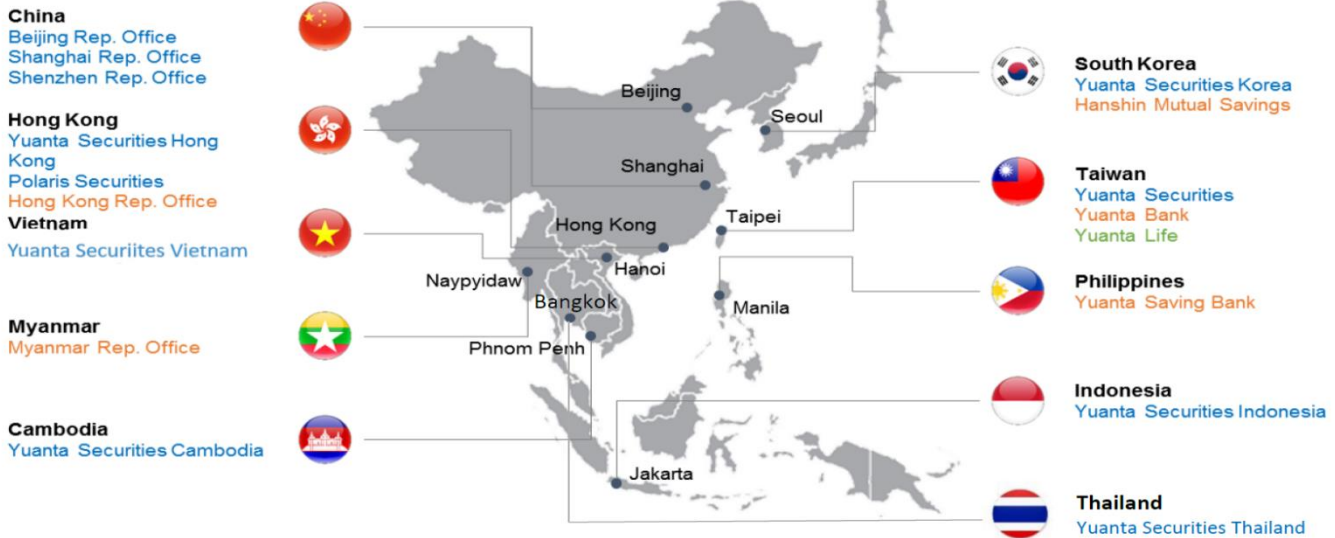 China
Beijing Rep. Office
Shanghai Rep. Office
Shenzhen Rep. Office
Hong Kong
Yuanta Securities Hong
Kong
Polaris Securities
Hong Kong Rep. Office
Vietnam
Yuanta Securiites Vietnam
Myanmar
Myanmar Rep. Office
Cambodia
Yuanta Securities Cambodia
Beijing
Seoul
Shanghai
Taipei
Hong Kong
Hanoi
Naypyidaw
Bangkok
Manila
Phnom Penh
Jakarta
South Korea
Yuanta Securities Korea
Hanshin Mutual Savings
Taiwan
Yuanta Securities
Yuanta Bank
Yuanta Life
Philippines
Yuanta Saving Bank
Indonesia
Yuanta Securities Indonesia
Thailand
Yuanta Securities Thailand